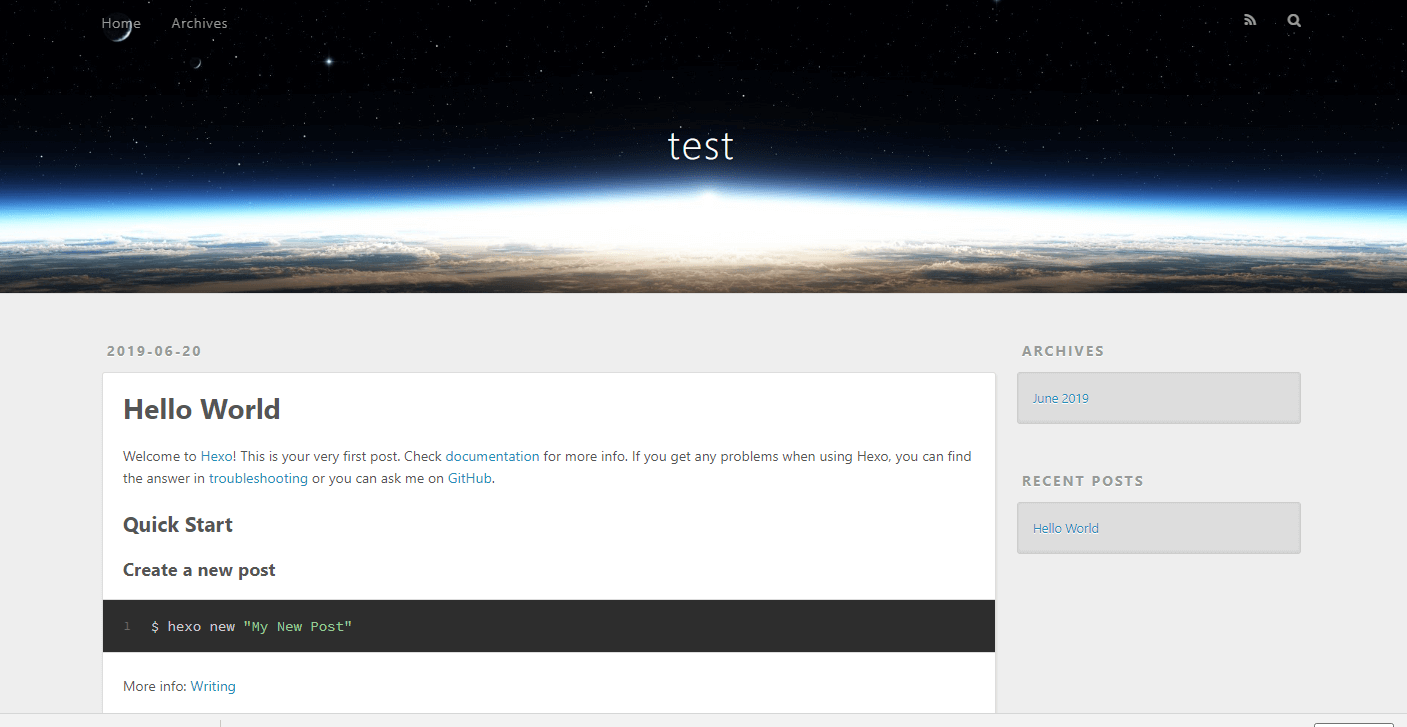 Home Archives
test
2019-06-20
Hello World
Welcome to Hexo! This is your very first post. Check documentation for more info. If you get any problems when using Hexo, you can find
the answer in troubleshooting or you can ask me on GitHub.
Quick Start
Create a new post
1 $ hexo new "My New Post"
More info: Writing
ARCHIVES
June 2019
RECENT POSTS
Hello World